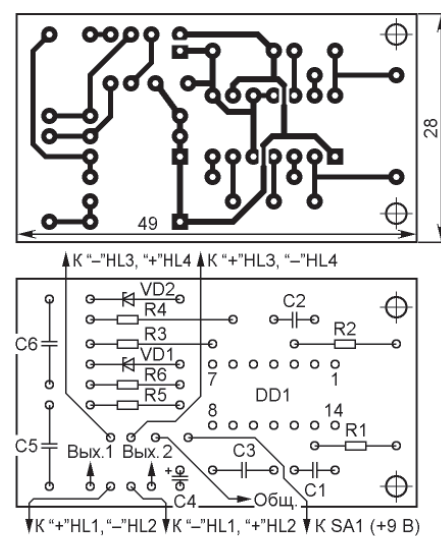 28
49
К “–”HL3, “+”HL4 К “+”HL3, “–”HL4
VD2
C2
R4
R2
C6
R3
VD1
7 1
R6
DD1
R5
8 14
R1
C5
Вых.1 Вых. 2
C3
+
C4
Общ.
C1
К “+”HL1, “–”HL2 К “–”HL1, “+”HL2 К SA1 (+9 В)